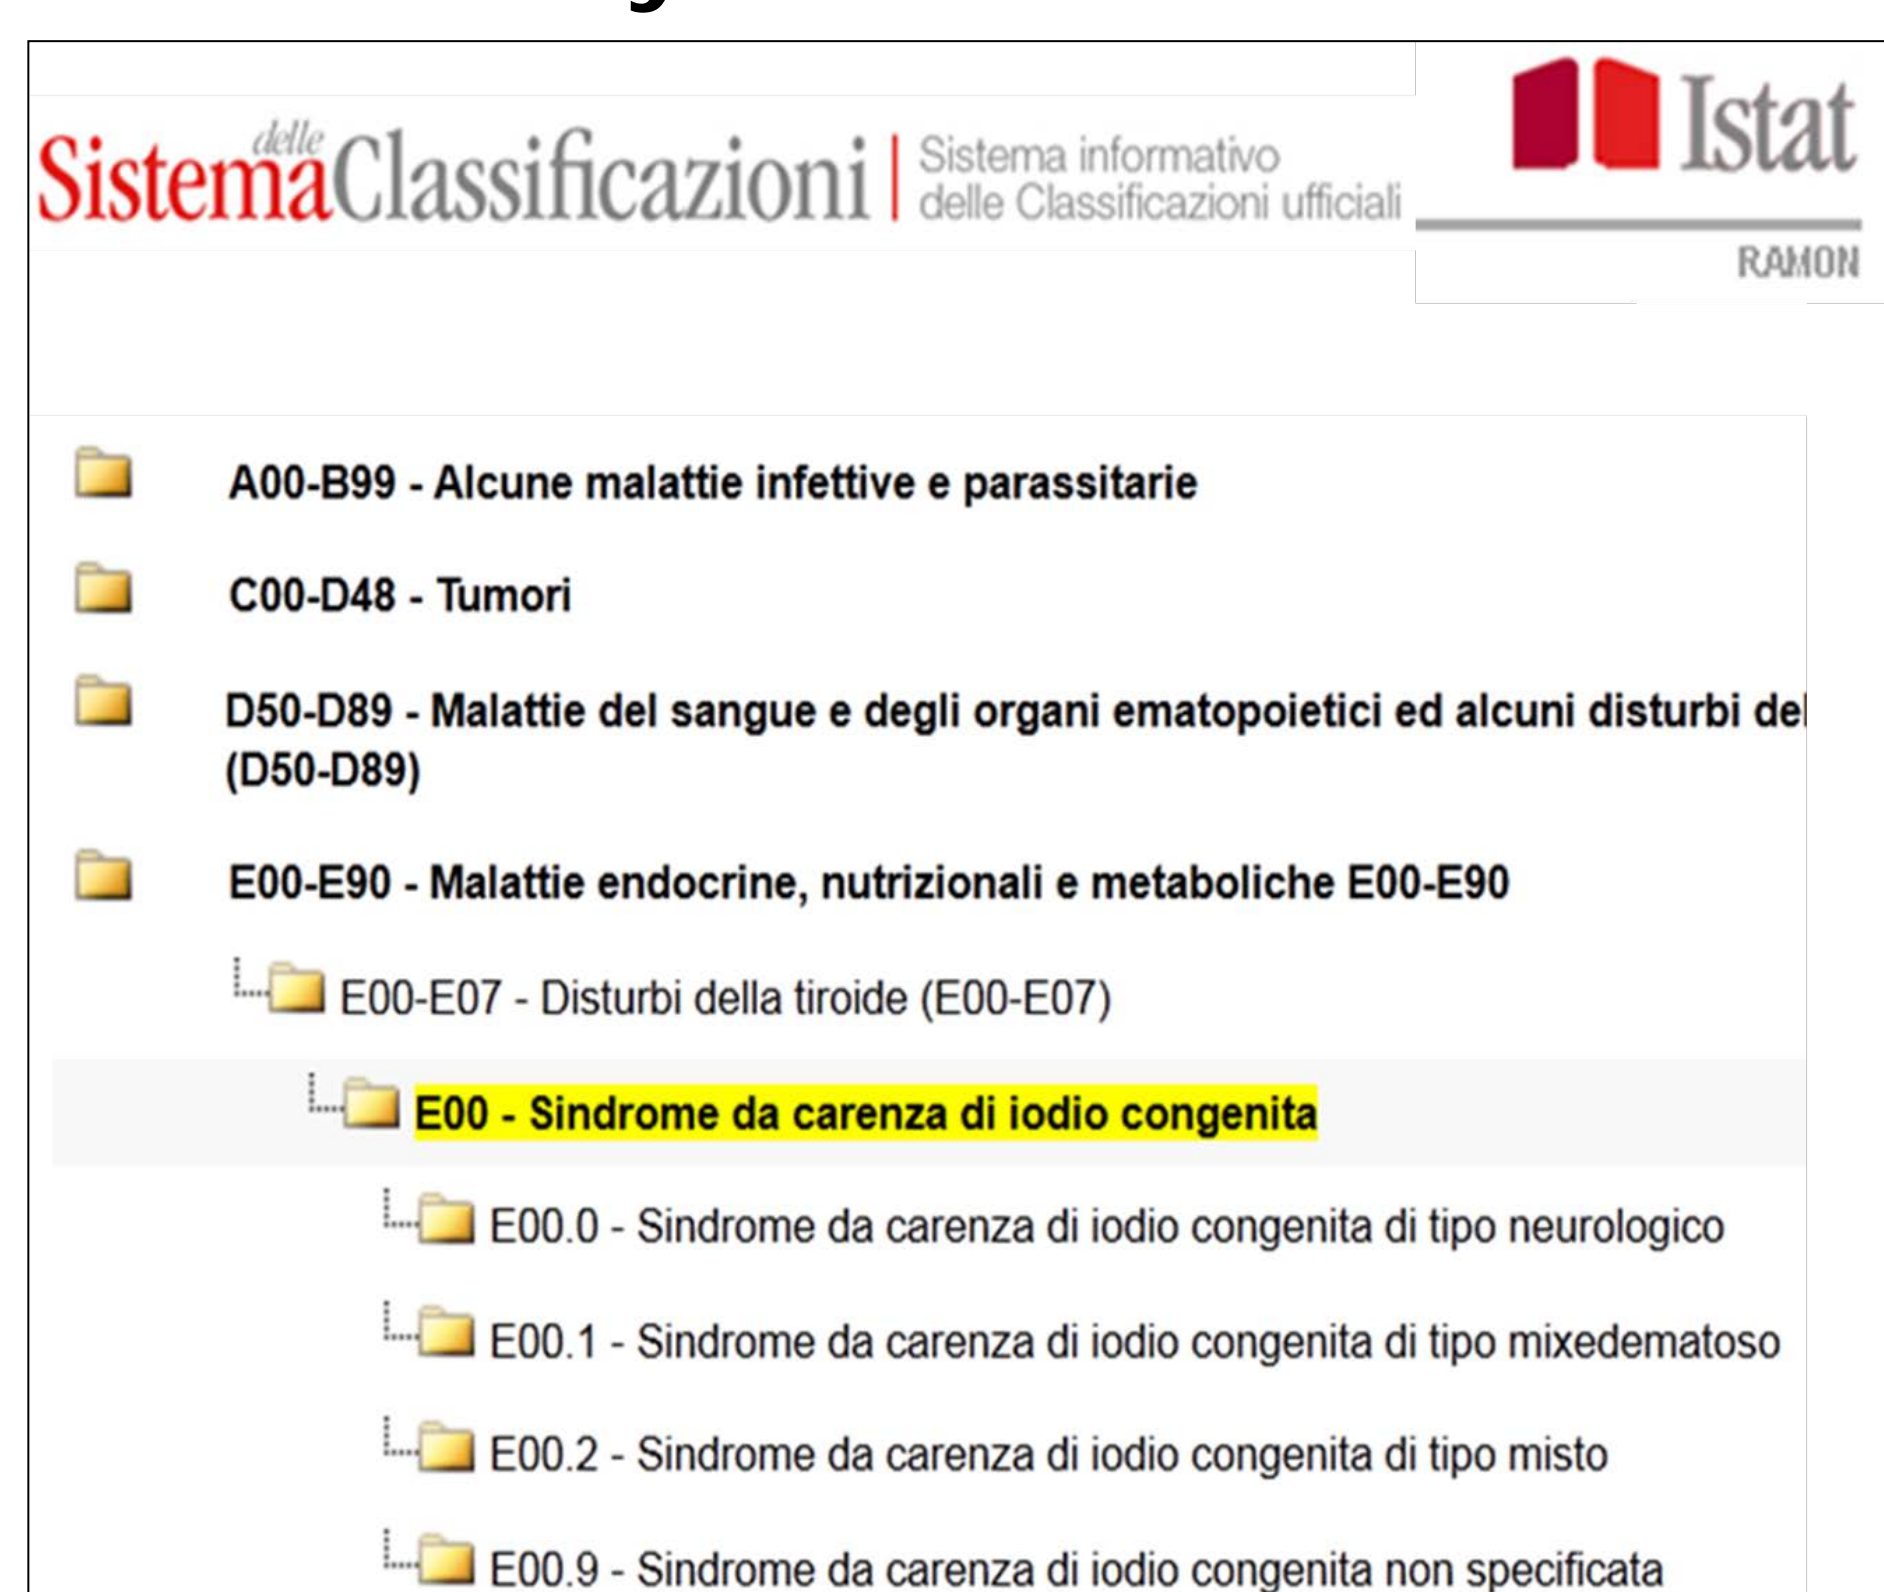 Sistema delle Classificazioni | Sistema informativo
delle Classificazioni ufficiali
Istat
RAMON
A00-B99 - Alcune malattie infettive e parassitarie
C00-D48 - Tumori
D50-D89 - Malattie del sangue e degli organi ematopoietici ed alcuni disturbi del
(D50-D89)
E00-E90 - Malattie endocrine, nutrizionali e metaboliche E00-E90
E00-E07 - Disturbi della tiroide (E00-E07)
E00 - Sindrome da carenza di iodio congenita
E00.0 - Sindrome da carenza di iodio congenita di tipo neurologico
E00.1 - Sindrome da carenza di iodio congenita di tipo mixedematoso
E00.2 - Sindrome da carenza di iodio congenita di tipo misto
E00.9 - Sindrome da carenza di iodio congenita non specificata